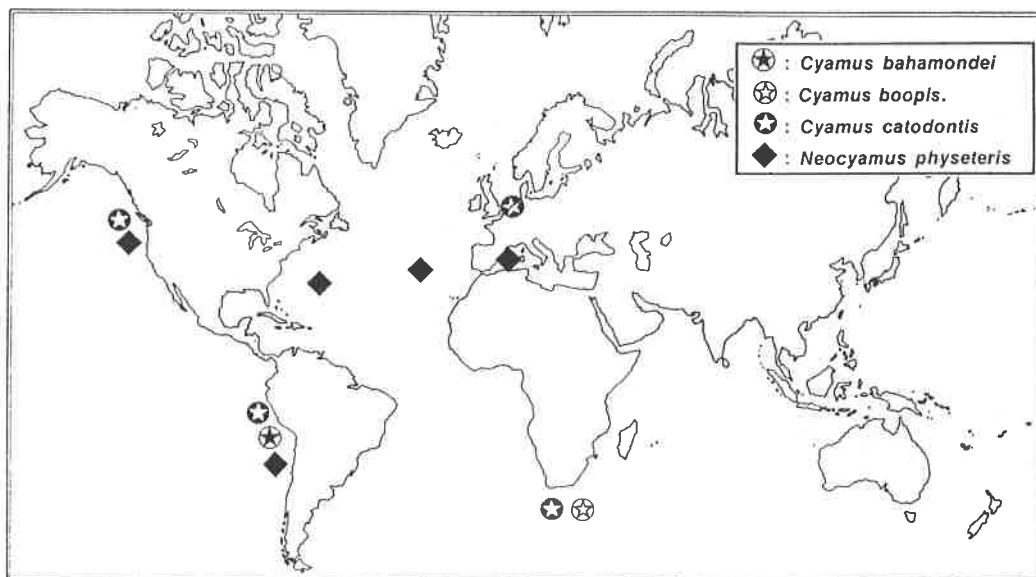 : Cyamus bahamondei
: Cyamus boopis.
: Cyamus catodontis
: Neocyamus physeteris